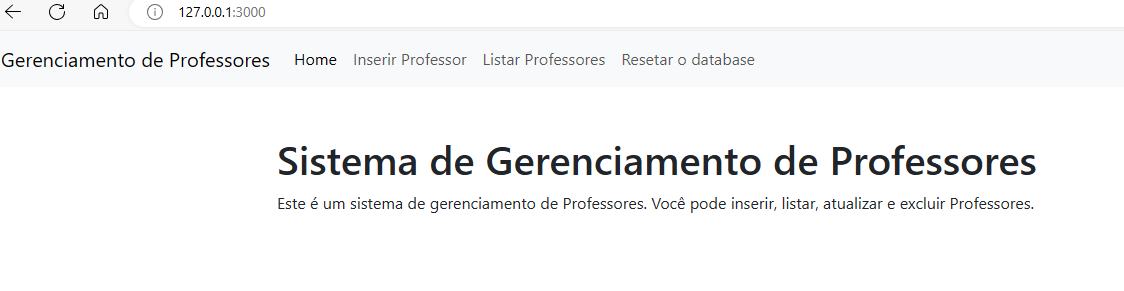 127.0.0.1:3000
Gerenciamento de Professores Home Inserir Professor Listar Professores Resetar o database
Sistema de Gerenciamento de Professores
Este é um sistema de gerenciamento de Professores. Você pode inserir, listar, atualizar e excluir Professores.